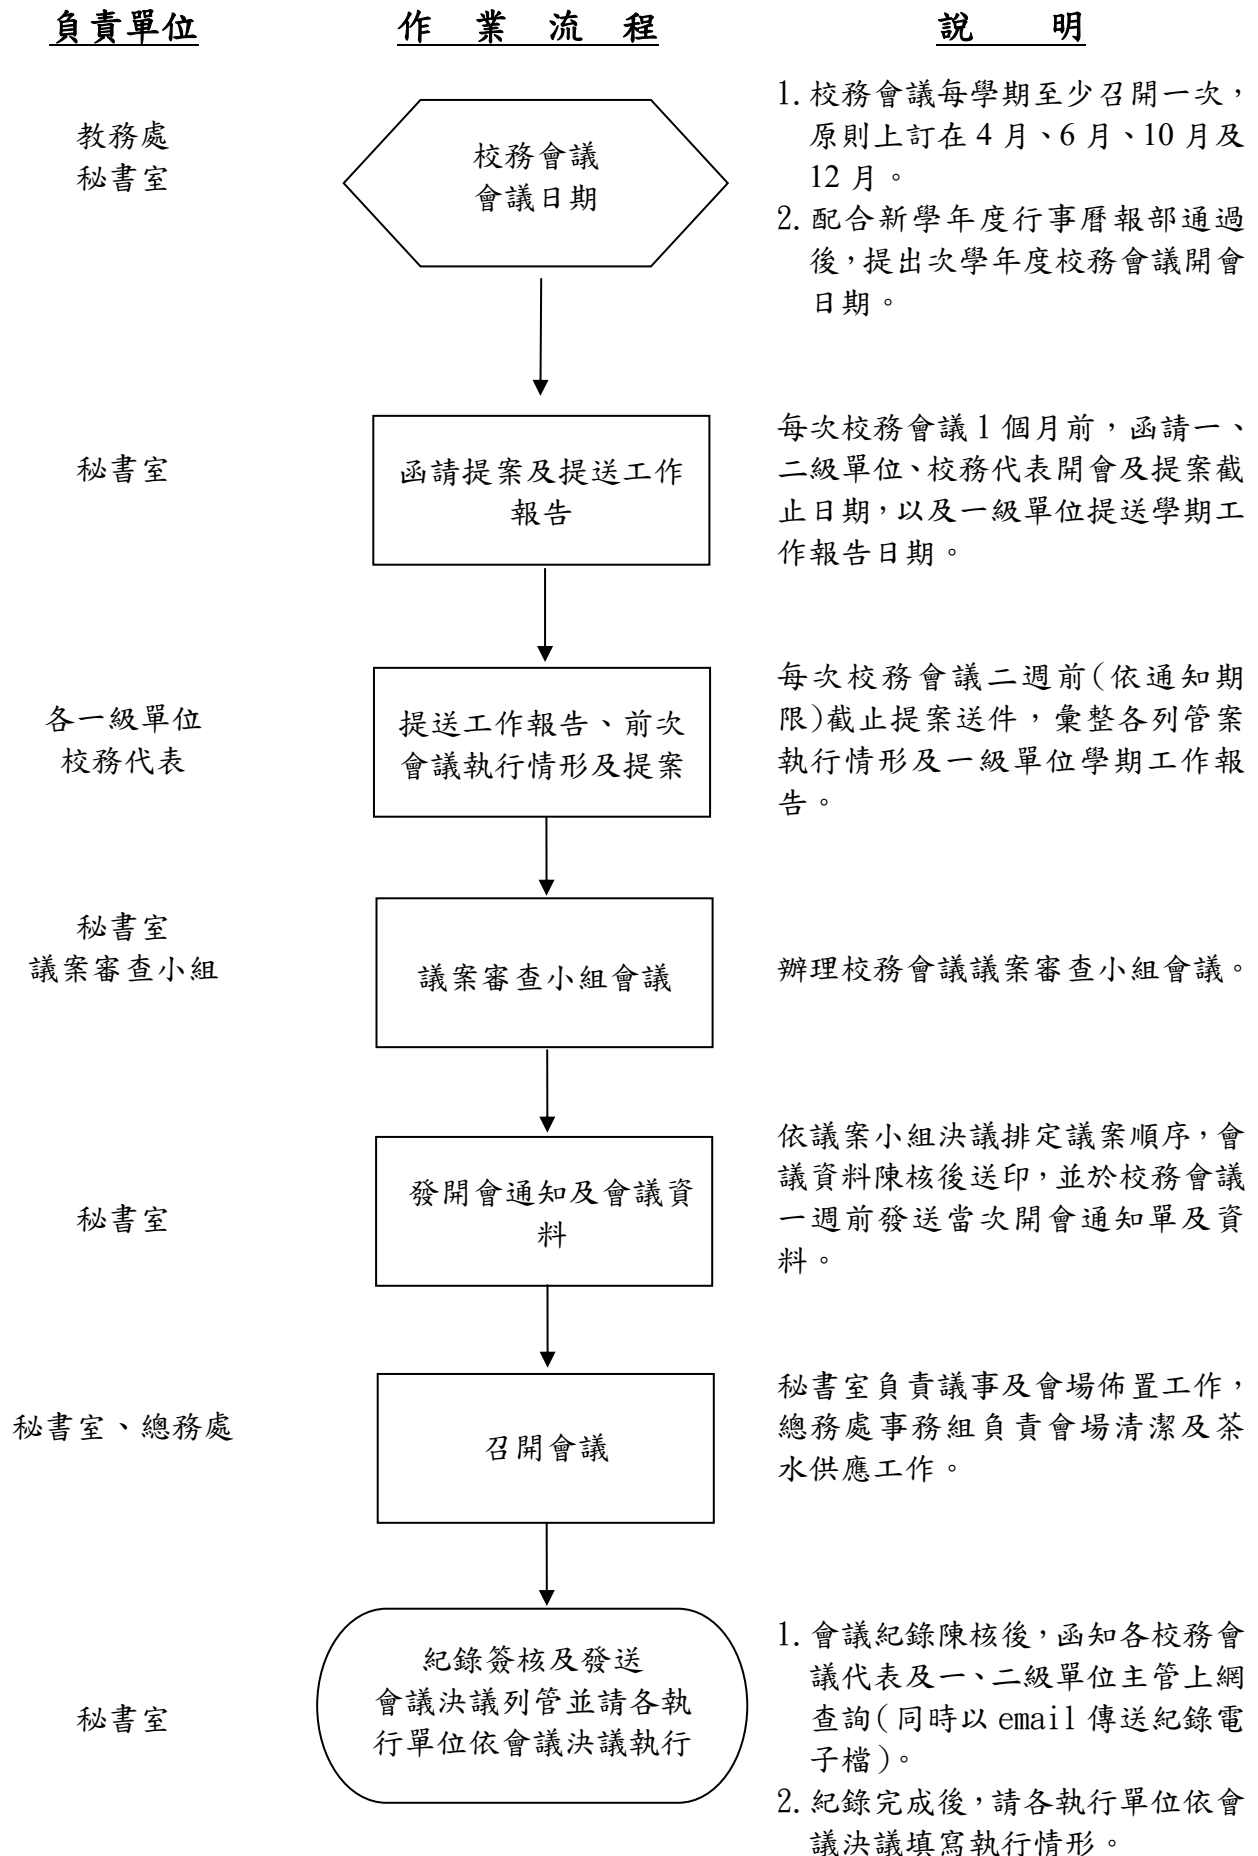 負責單位
作業流程
說明
教務處
秘書室
校務會議
會議日期
1. 校務會議每學期至少召開一次，
原則上訂在 4 月、6 月、10 月及
12 月。
2. 配合新學年度行事曆報部通過
後，提出次學年度校務會議開會
日期。
秘書室
函請提案及提送工作
報告
每次校務會議 1 個月前，函請一、
二級單位、校務代表開會及提案截
止日期，以及一級單位提送學期工
作報告日期。
各一級單位
校務代表
提送工作報告、前次
會議執行情形及提案
每次校務會議二週前(依通知期
限)截止提案送件，彙整各列管案
執行情形及一級單位學期工作報
告。
秘書室
議案審查小組
議案審查小組會議
辦理校務會議議案審查小組會議。
秘書室
發開會通知及會議資
料
依議案小組決議排定議案順序，會
議資料陳核後送印，並於校務會議
一週前發送當次開會通知單及資
料。
秘書室、總務處
召開會議
秘書室負責議事及會場佈置工作，
總務處事務組負責會場清潔及茶
水供應工作。
秘書室
紀錄簽核及發送
會議決議列管並請各執
行單位依會議決議執行
1. 會議紀錄陳核後，函知各校務會
議代表及一、二級單位主管上網
查詢(同時以 email 傳送紀錄電
子檔)。
2. 紀錄完成後，請各執行單位依會
議決議填寫執行情形。